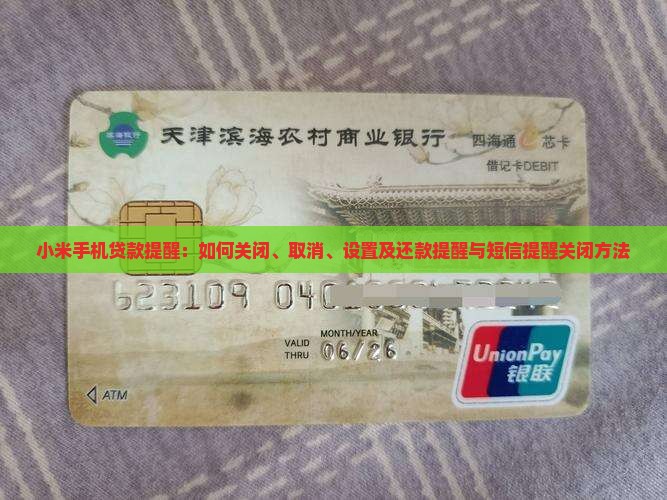 滨海银行
天津滨海农村商业银行
四海通 芯卡
借记卡DEBIT
小米手机贷款提醒：如何关闭、取消、设置及还款提醒与短信提醒关闭方法
623109 040
MONTH/YEAR
VALID THRU 06/26
UnionPay
银联
ATM